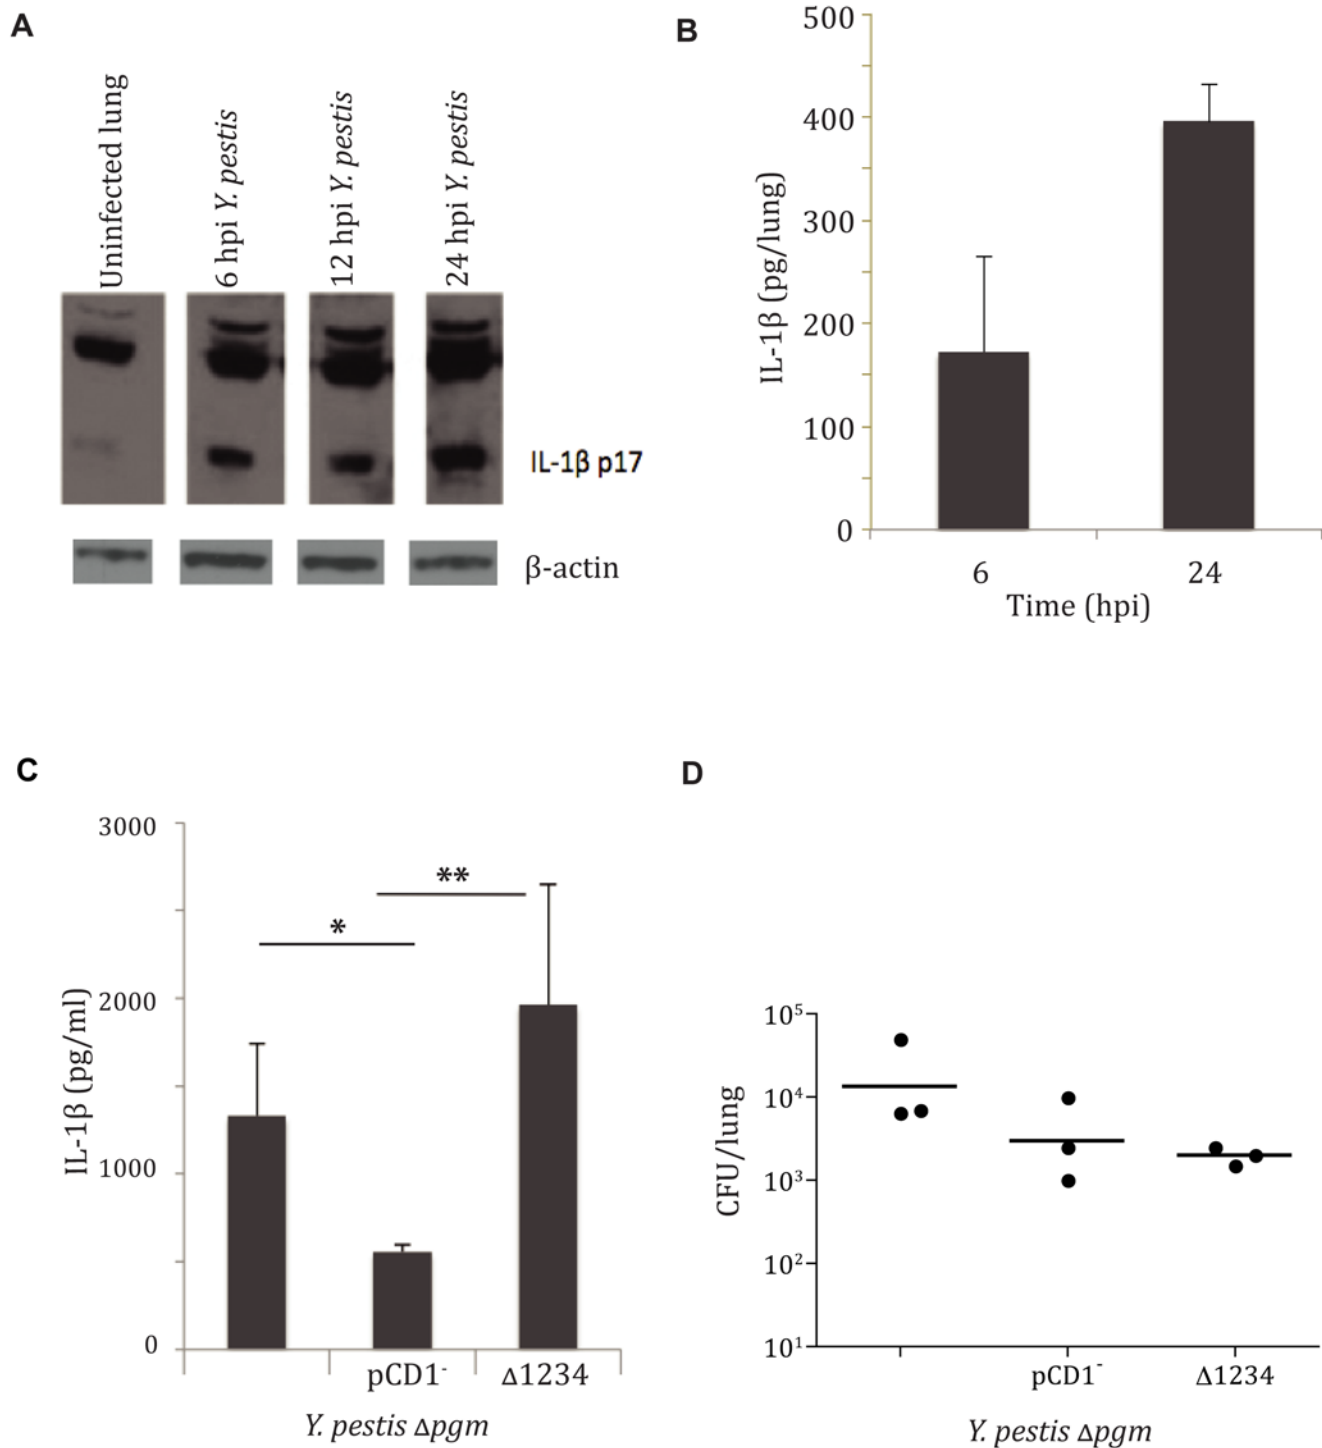 A
Uninfected lung
6 hpi Y. pestis
12 hpi Y. pestis
24 hpi Y. pestis
IL-1β p17
β-actin
B
500
400
300
200
100
0
IL-1β (pg/lung)
6
24
Time (hpi)
C
3000
2000
1000
0
IL-1β (pg/ml)
*
**
pCD1⁻
Δ1234
Y. pestis Δpgm
D
10⁵
10⁴
10³
10²
10¹
CFU/lung
pCD1⁻
Δ1234
Y. pestis Δpgm